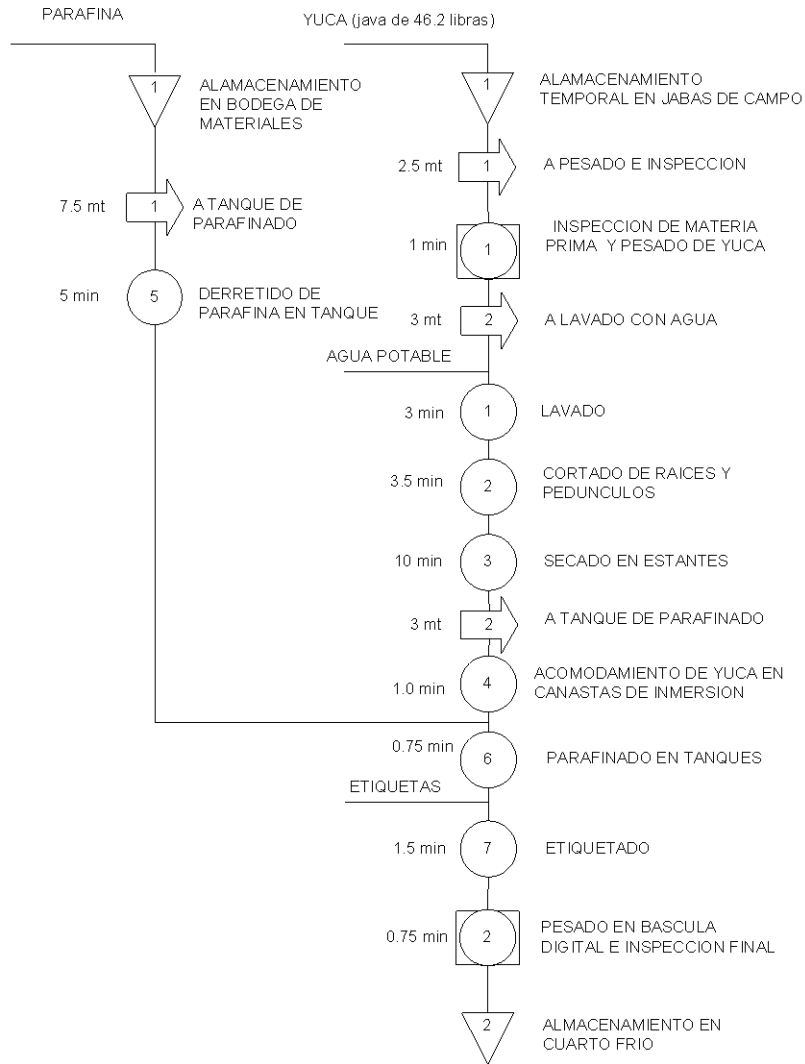 PARAFINA
YUCA (java de 46.2 libras)
1
ALAMACENAMIENTO
EN BODEGA DE
MATERIALES
1
ALAMACENAMIENTO
TEMPORAL EN JABAS DE CAMPO
2.5 mt
1
A PESADO E INSPECCION
7.5 mt
1
A TANQUE DE
PARAFINADO
1 min
1
INSPECCION DE MATERIA
PRIMA Y PESADO DE YUCA
5 min
5
DERRETIDO DE
PARAFINA EN TANQUE
3 mt
2
A LAVADO CON AGUA
AGUA POTABLE
3 min
1
LAVADO
3.5 min
2
CORTADO DE RAICES Y
PEDUNCULOS
10 min
3
SECADO EN ESTANTES
3 mt
2
A TANQUE DE PARAFINADO
1.0 min
4
ACOMODAMIENTO DE YUCA EN
CANASTAS DE INMERSION
0.75 min
6
PARAFINADO EN TANQUES
ETIQUETAS
1.5 min
7
ETIQUETADO
0.75 min
2
PESADO EN BASCULA
DIGITAL E INSPECCION FINAL
2
ALMACENAMIENTO EN
CUARTO FRIO